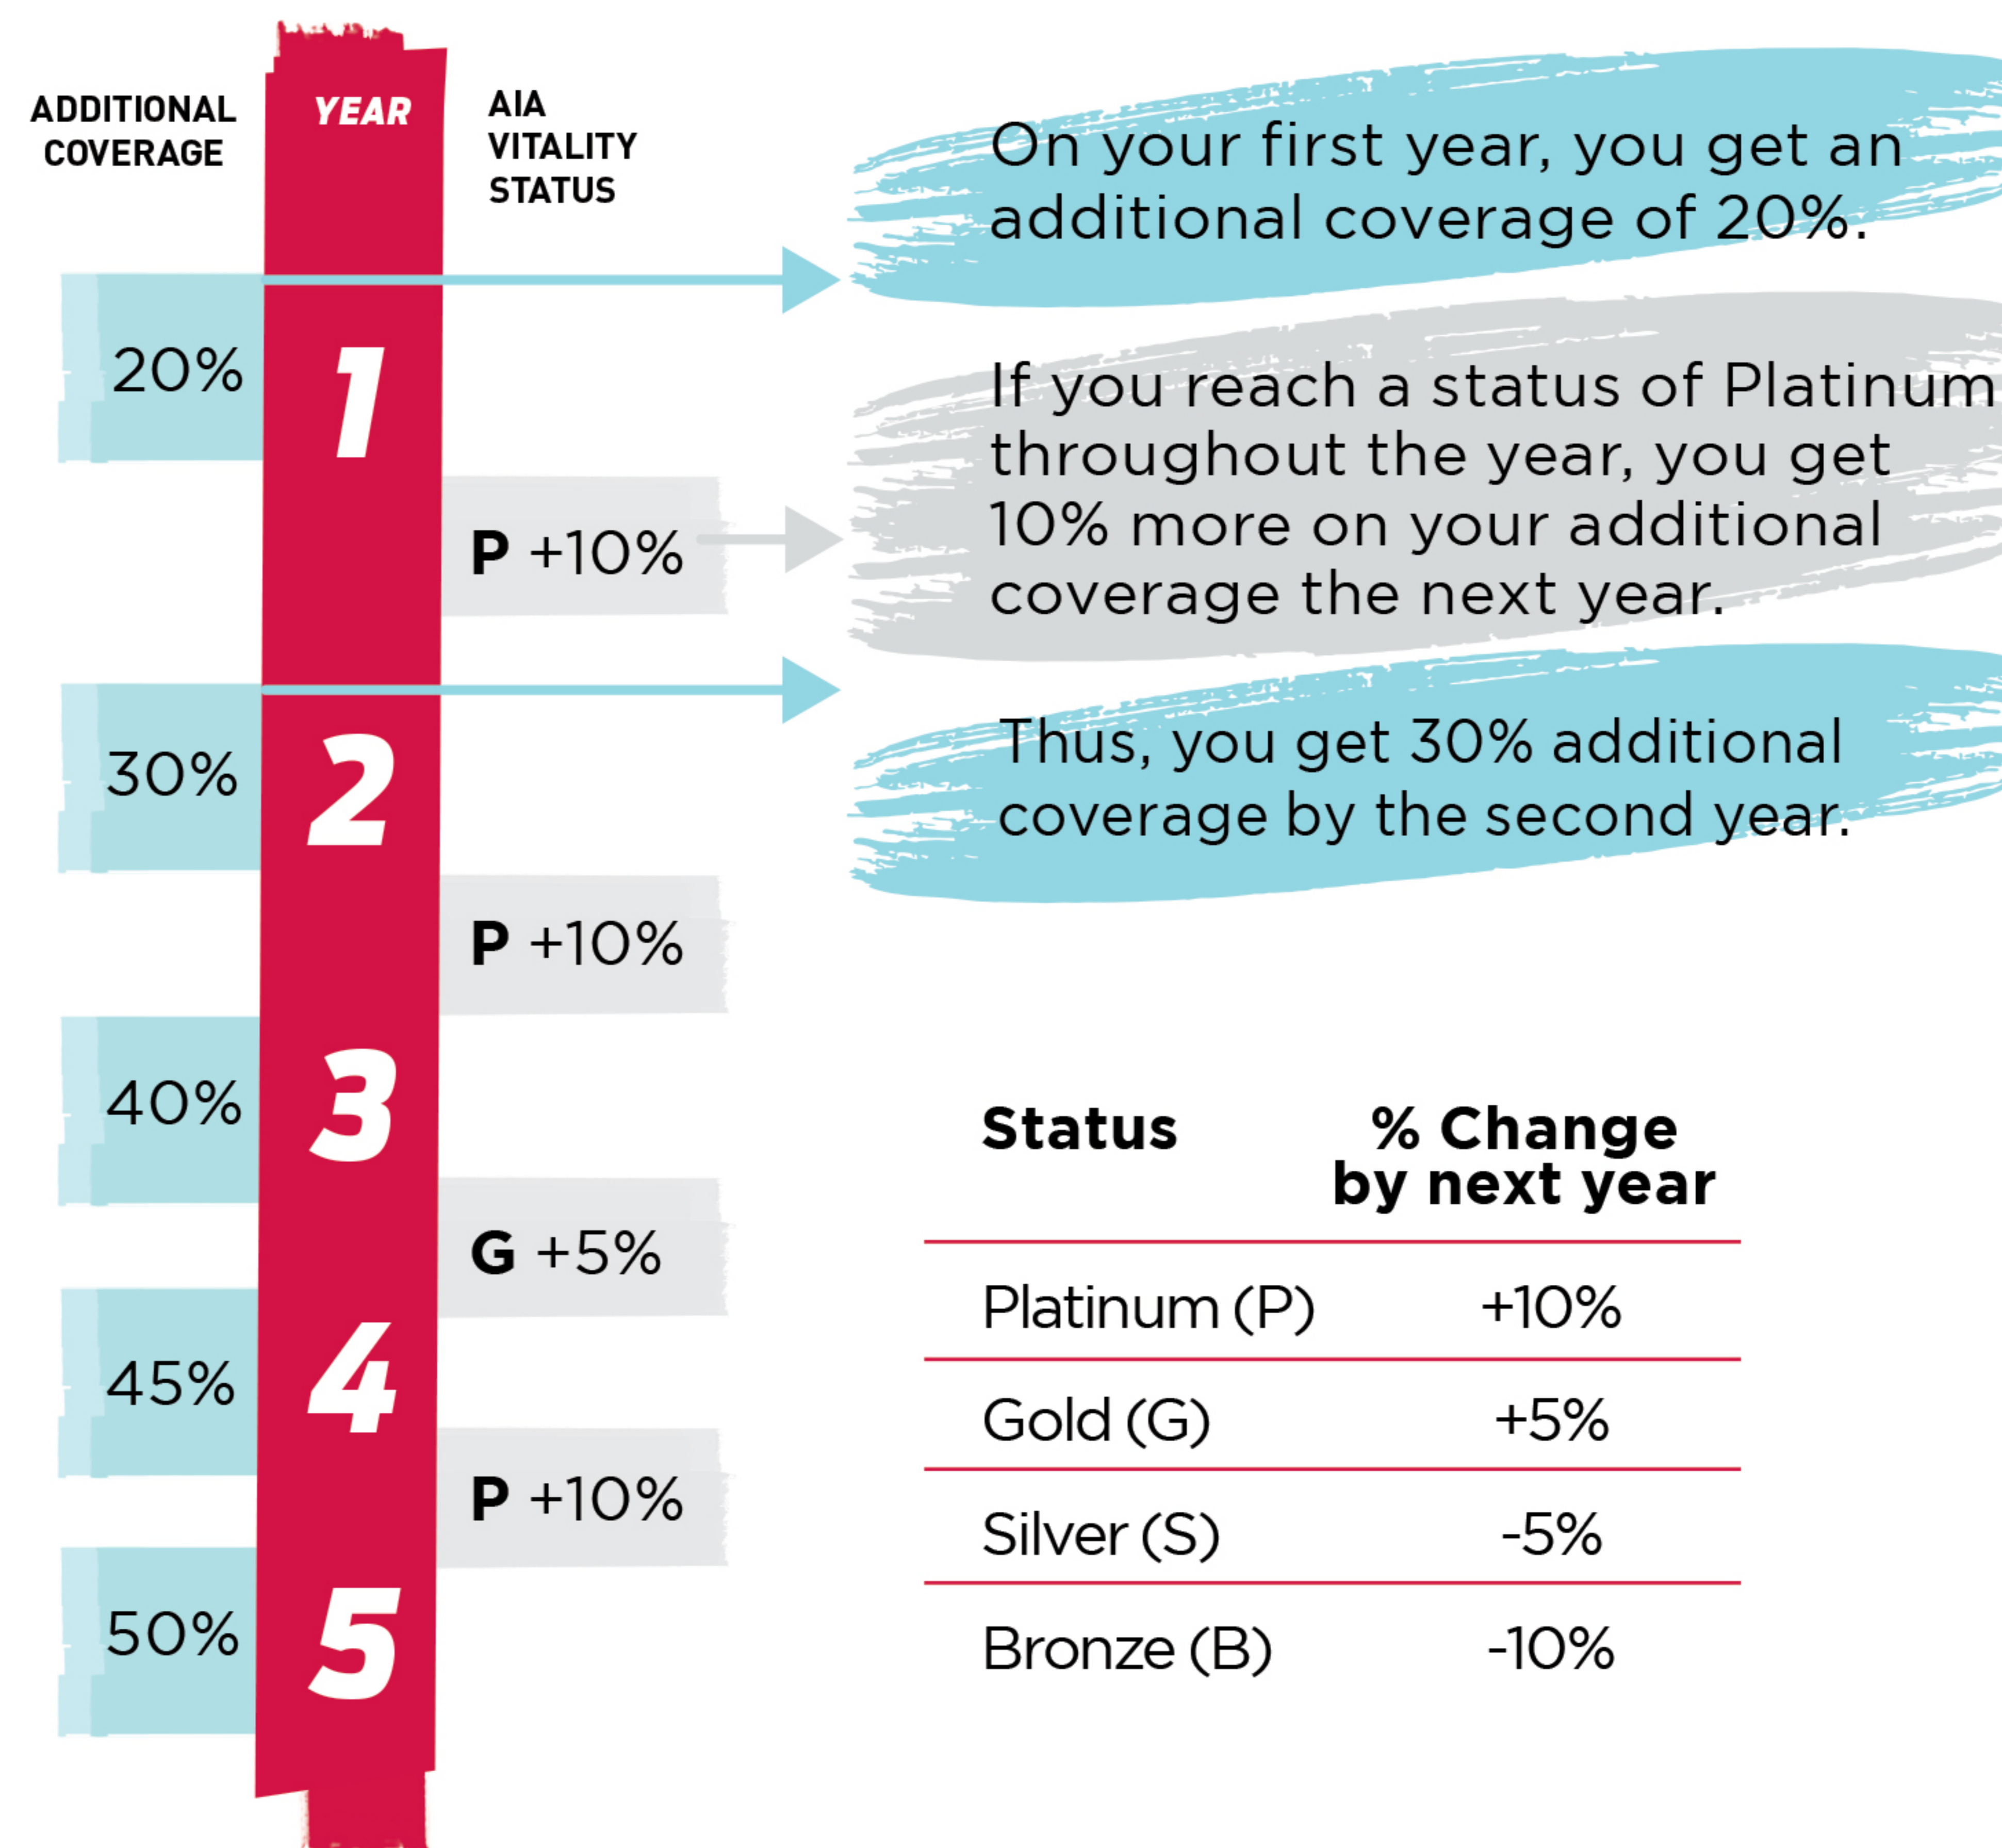 ADDITIONAL
COVERAGE
YEAR
AIA
VITALITY
STATUS
On your first year, you get an
additional coverage of 20%.
20%
1
If you reach a status of Platinum
throughout the year, you get
10% more on your additional
coverage the next year.
P +10%
Thus, you get 30% additional
coverage by the second year.
30%
2
P +10%
40%
3
G +5%
45%
4
P +10%
50%
5
Status % Change
by next year
Platinum (P) +10%
Gold (G) +5%
Silver (S) -5%
Bronze (B) -10%